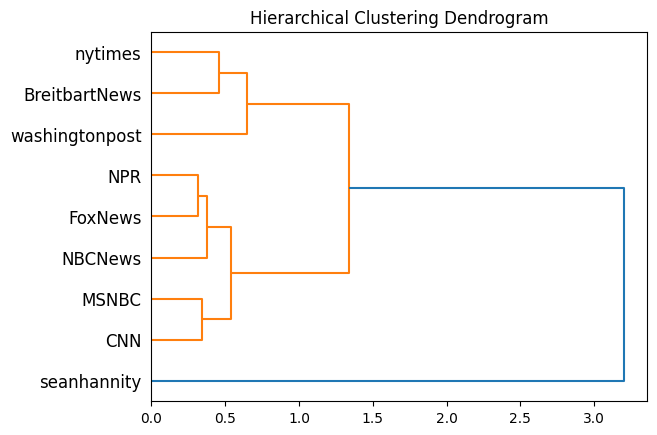 Hierarchical Clustering Dendrogram
nytimes
BreitbartNews
washingtonpost
NPR
FoxNews
NBCNews
MSNBC
CNN
seanhannity
0.0 0.5 1.0 1.5 2.0 2.5 3.0